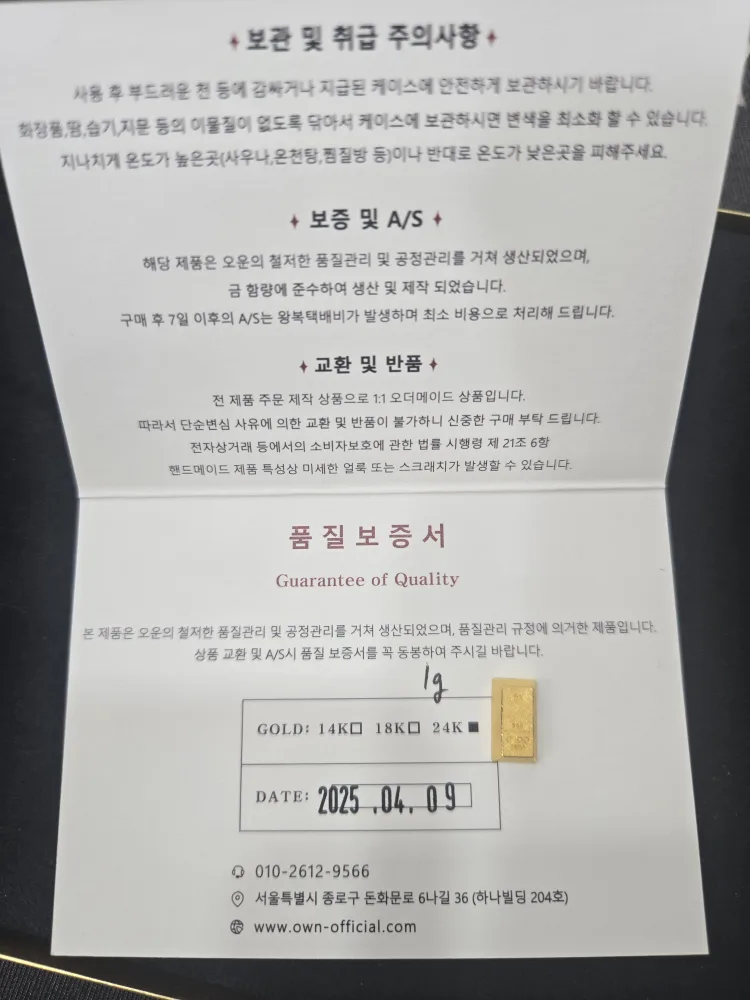 보관 및 취급 주의사항
사용 후 부드러운 천 등에 감싸거나 지급된 케이스에 안전하게 보관하시기 바랍니다.
화장품,땀,습기,지문 등의 이물질이 없도록 닦아서 케이스에 보관하시면 변색을 최소화 할 수 있습니다.
지나치게 온도가 높은곳(사우나,온천탕,찜질방 등)이나 반대로 온도가 낮은곳을 피해주세요.
보증 및 A/S
해당 제품은 오운의 철저한 품질관리 및 공정관리를 거쳐 생산되었으며,
금 함량에 준수하여 생산 및 제작 되었습니다.
구매 후 7일 이후의 A/S는 왕복택배비가 발생하며 최소 비용으로 처리해 드립니다.
교환 및 반품
전 제품 주문 제작 상품으로 1:1 오더메이드 상품입니다.
따라서 단순변심 사유에 의한 교환 및 반품이 불가하니 신중한 구매 부탁 드립니다.
전자상거래 등에서의 소비자보호에 관한 법률 시행령 제 21조 6항
핸드메이드 제품 특성상 미세한 얼룩 또는 스크래치가 발생할 수 있습니다.
품질보증서
Guarantee of Quality
본 제품은 오운의 철저한 품질관리 및 공정관리를 거쳐 생산되었으며, 품질관리 규정에 의거한 제품입니다.
상품 교환 및 A/S시 품질 보증서를 꼭 동봉하여 주시길 바랍니다.
1g
GOLD: 14K□ 18K□ 24K■
DATE: 2025.04.09
010-2612-9566
서울특별시 종로구 돈화문로 6나길 36 (하나빌딩 204호)
www.own-official.com